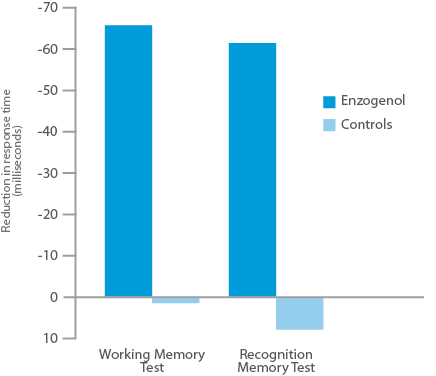 Reduction in response time
(milliseconds)
-70
-60
-50
-40
-30
-20
-10
0
10
Enzogenol
Controls
Working Memory
Test
Recognition
Memory Test